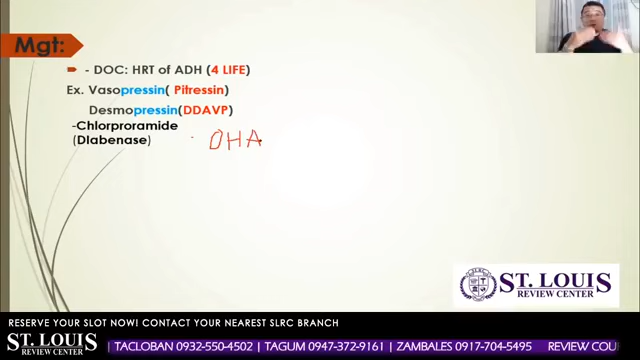 Mgt:
- DOC: HRT of ADH (4 LIFE)
Ex. Vasopressin( Pitressin)
Desmopressin(DDAVP)
-Chlorproramide
(DIabenase)
OHA
ST. LOUIS
REVIEW CENTER
RESERVE YOUR SLOT NOW! CONTACT YOUR NEAREST SLRC BRANCH
ST. LOUIS
REVIEW CENTER
TACLOBAN 0932-550-4502 | TAGUM 0947-372-9161 | ZAMBALES 0917-704-5495 REVIEW COU